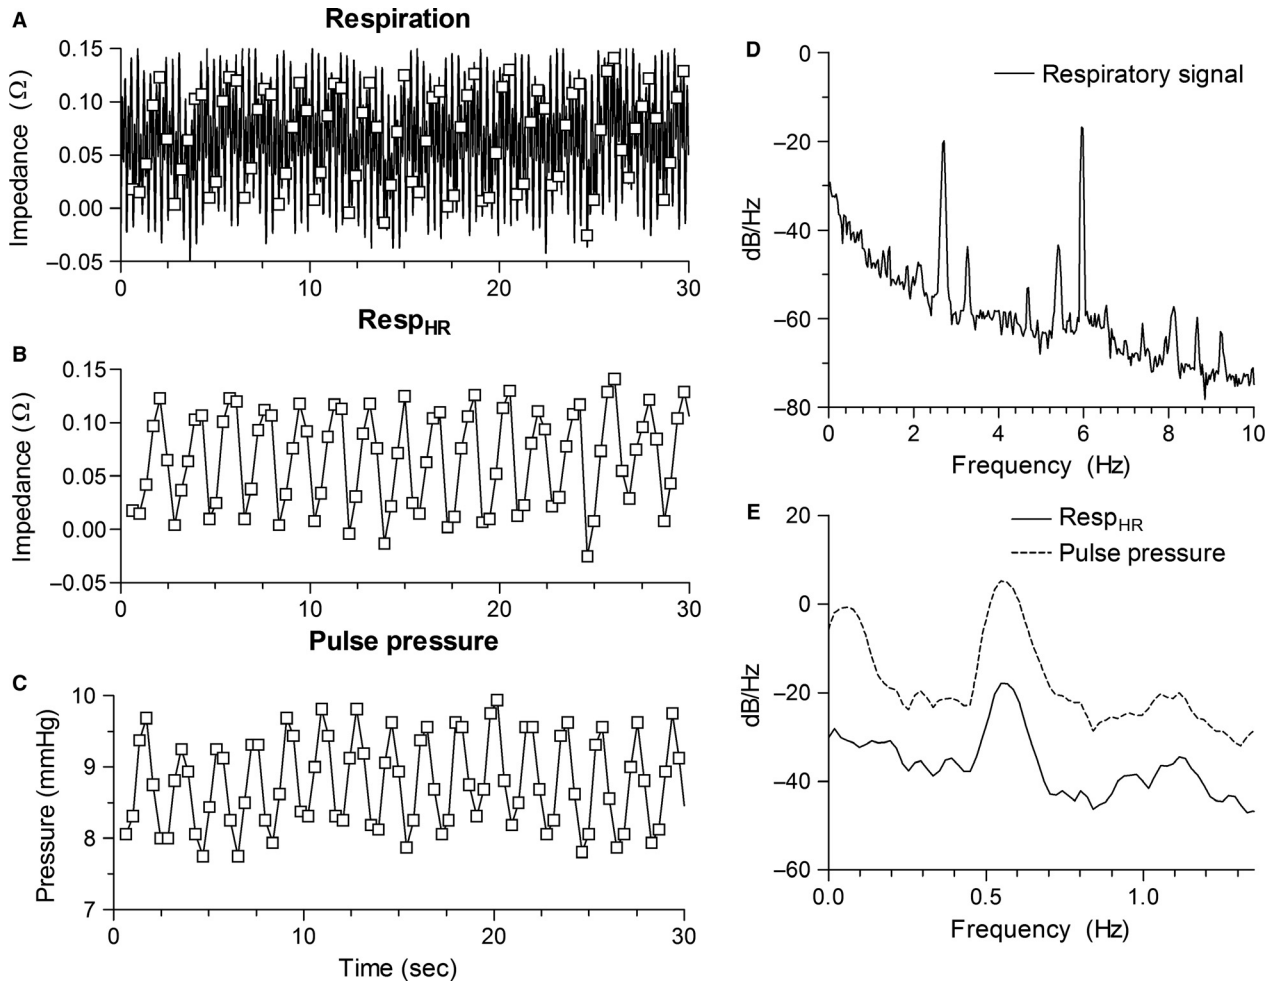 A
Respiration
Impedance (Ω)
0.15
0.10
0.05
0.00
–0.05
0
10
20
30
B
Resp_HR
Impedance (Ω)
0.15
0.10
0.05
0.00
–0.05
0
10
20
30
C
Pulse pressure
Pressure (mmHg)
10
9
8
7
0
10
20
30
Time (sec)
D
Respiratory signal
dB/Hz
0
–20
–40
–60
–80
0
2
4
6
8
10
Frequency (Hz)
E
Resp_HR
Pulse pressure
dB/Hz
20
0
–20
–40
–60
0.0
0.5
1.0
Frequency (Hz)